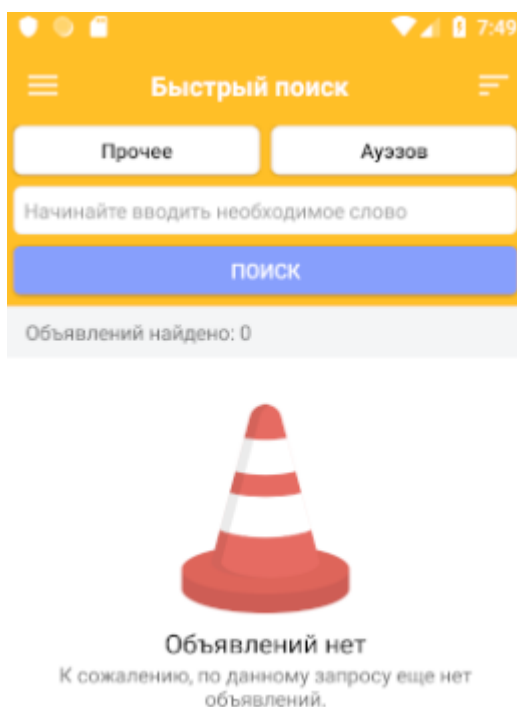 7:49
Быстрый поиск
Прочее
Ауэзов
Начинайте вводить необходимое слово
ПОИСК
Объявлений найдено: 0
Объявлений нет
К сожалению, по данному запросу еще нет
объявлений.